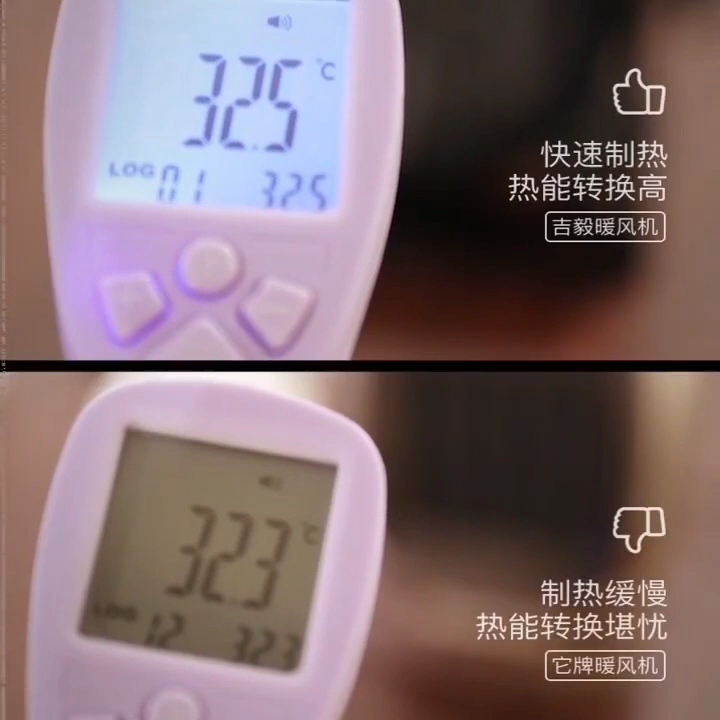 32.5 °C
LOG 01 32.5
快速制热
热能转换高
吉毅暖风机
32.3 °C
LOG 12 32.3
制热缓慢
热能转换堪忧
它牌暖风机